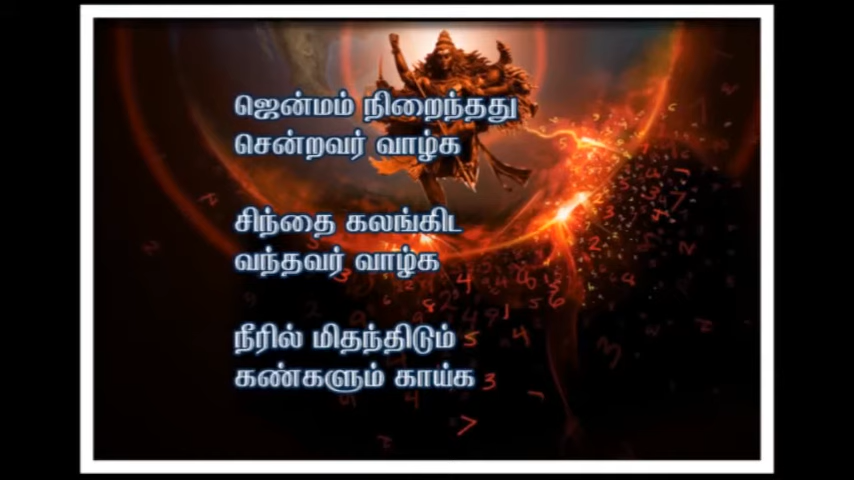 ஜென்மம் நிறைந்தது
சென்றவர் வாழ்க
சிந்தை கலங்கிட
வந்தவர் வாழ்க
நீரில் மிதந்திடும்
கண்களும் காய்க